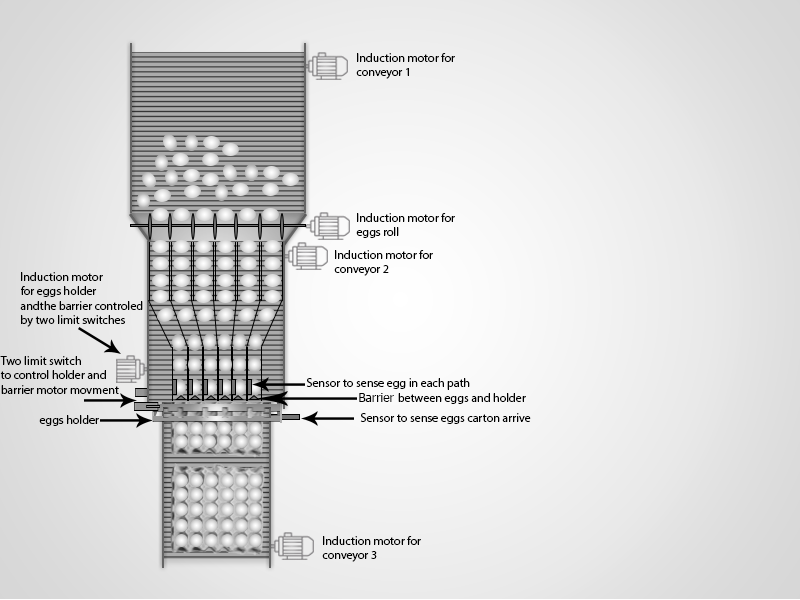 Induction motor for
conveyor 1
Induction motor for
eggs roll
Induction motor for
conveyor 2
Induction motor
for eggs holder
andthe barrier controled
by two limit switches
Two limit switch
to control holder and
barrier motor movment
Sensor to sense egg in each path
Barrier between eggs and holder
eggs holder
Sensor to sense eggs carton arrive
Induction motor for
conveyor 3